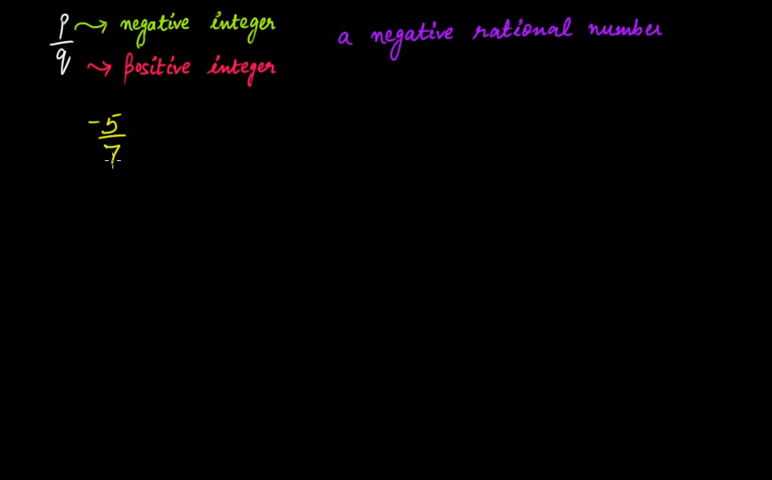 p → negative integer
a negative rational number
q → positive integer
-5
7